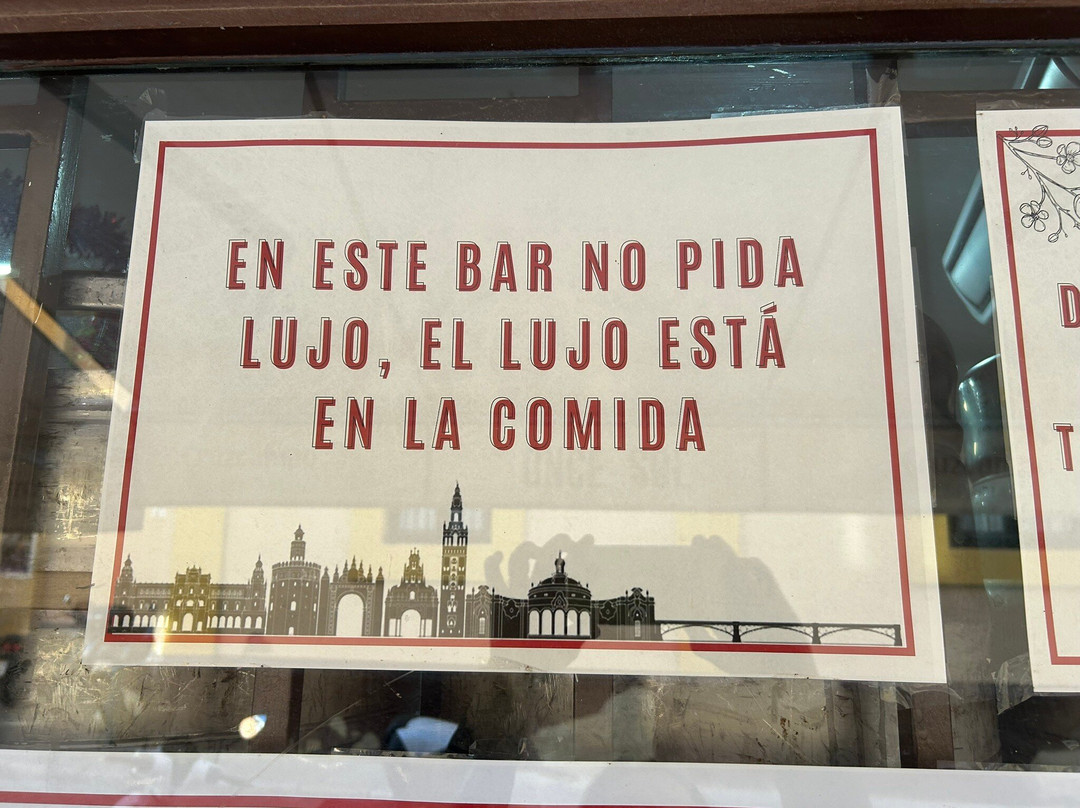 EN ESTE BAR NO PIDA
LUJO, EL LUJO ESTÁ
EN LA COMIDA